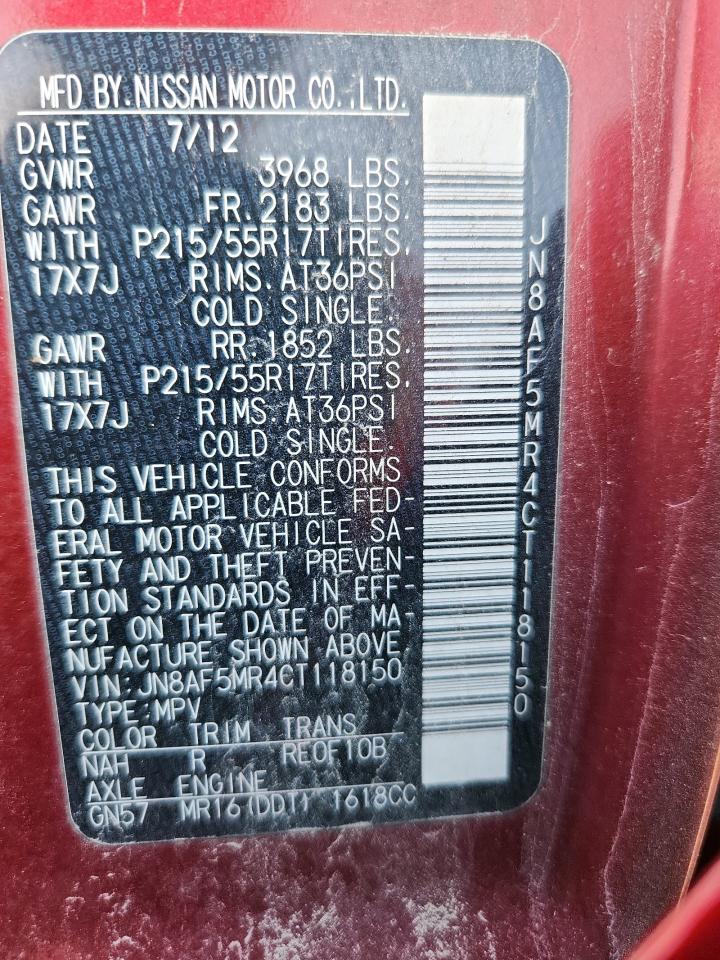 MFD BY.NISSAN MOTOR CO.,LTD.
DATE 7/12
GVWR 3968 LBS.
GAWR FR.2183 LBS.
WITH P215/55R17TIRES.
17X7J RIMS.AT36PSI
COLD SINGLE.
GAWR RR.1852 LBS.
WITH P215/55R17TIRES.
17X7J RIMS.AT36PSI
COLD SINGLE.
THIS VEHICLE CONFORMS
TO ALL APPLICABLE FED-
ERAL MOTOR VEHICLE SA-
FETY AND THEFT PREVEN-
TION STANDARDS IN EFF-
ECT ON THE DATE OF MA-
NUFACTURE SHOWN ABOVE
VIN:JN8AF5MR4CT118150
TYPE:MPV
COLOR TRIM TRANS
NAH R RE0F10B
AXLE ENGINE
GN57 MR16(DDT) 1618CC
JN8AF5MR4CT118150